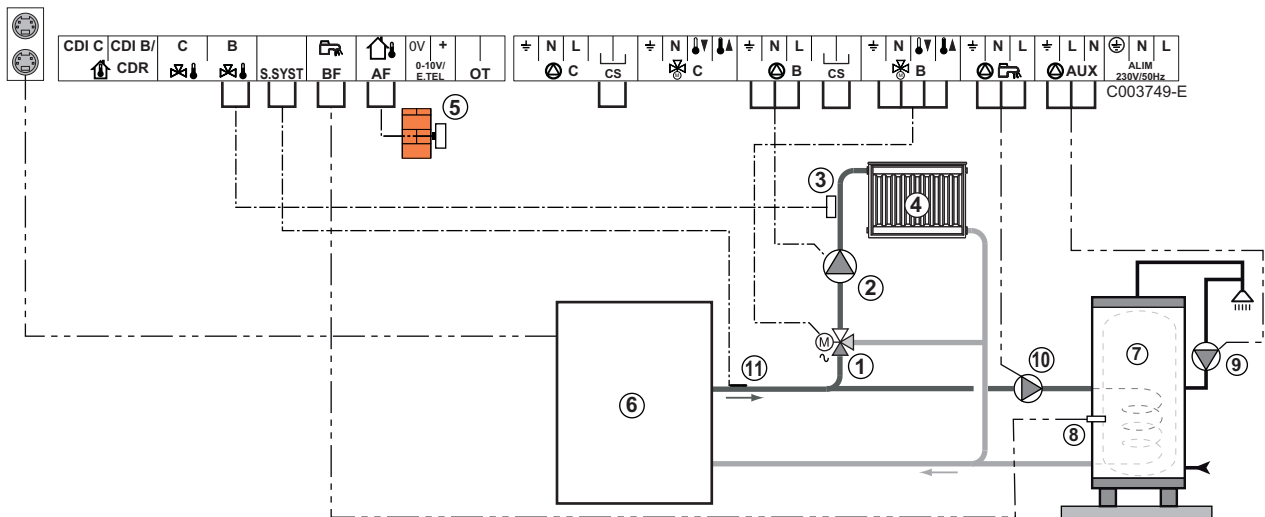 CDI C CDI B/ C B 0V + N L N C N L N B N L L N N L
CDR S.SYST BF AF 0-10V/ E.TEL OT C CS C B CS B AUX ALIM 230V/50Hz
C003749-E
5
3
4
2
M
1
11
10
7
9
6
8